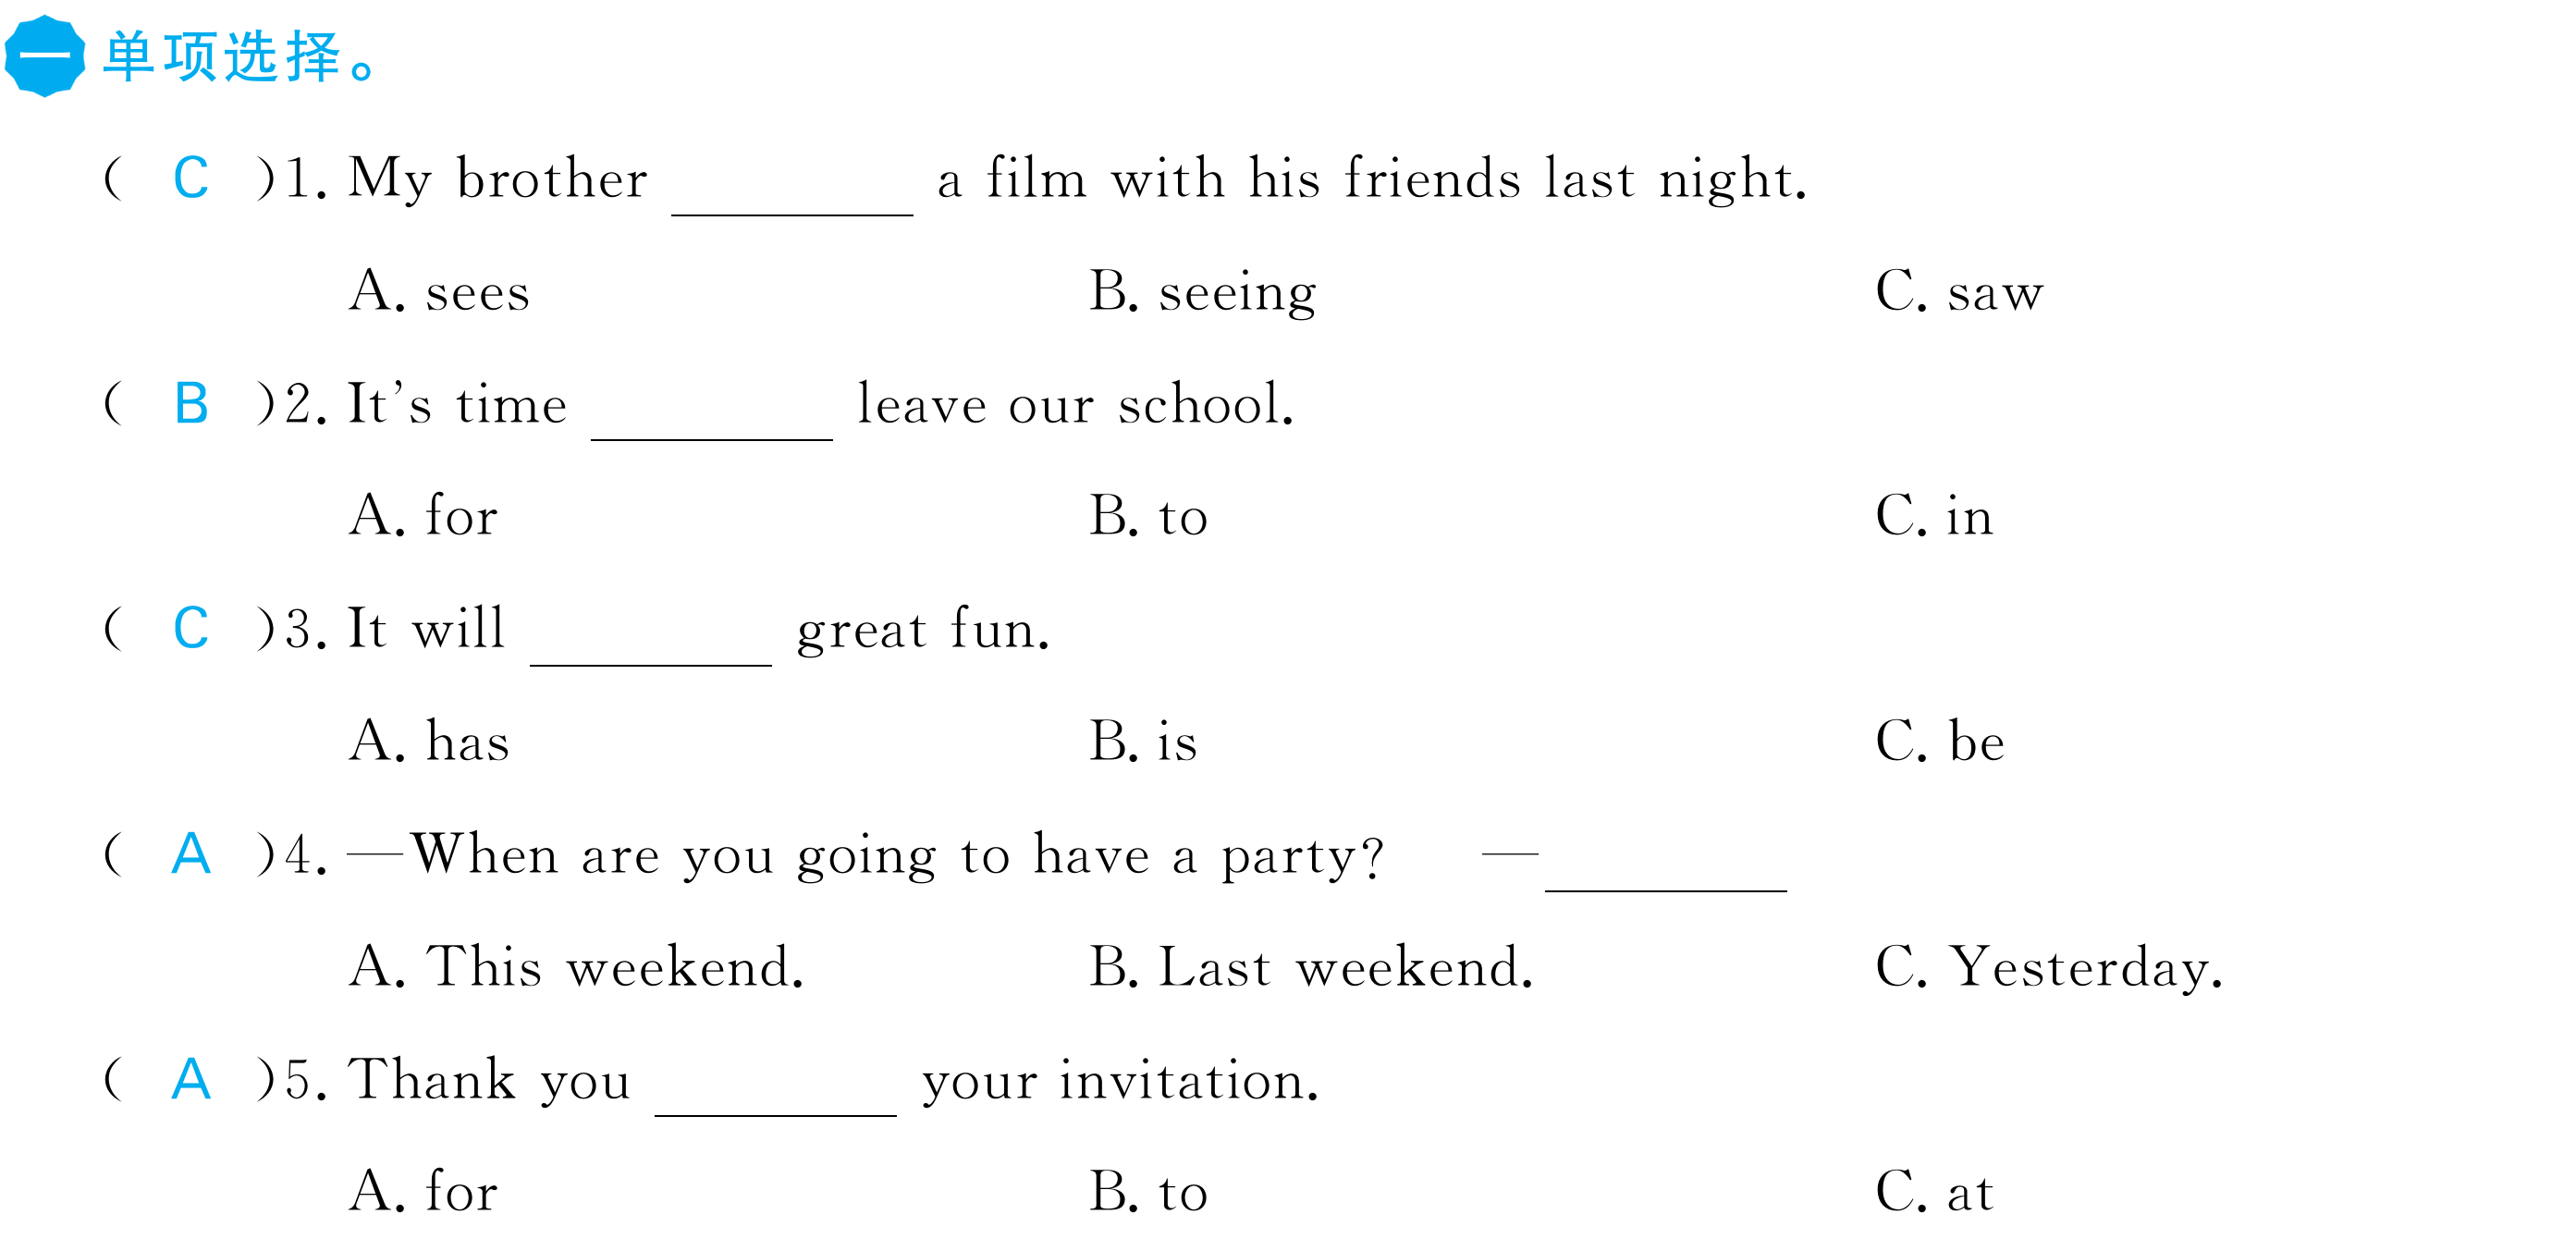 一 单项选择。
( C )1. My brother ________ a film with his friends last night.
A. sees B. seeing C. saw
( B )2. It’s time ________ leave our school.
A. for B. to C. in
( C )3. It will ________ great fun.
A. has B. is C. be
( A )4. —When are you going to have a party? —________
A. This weekend. B. Last weekend. C. Yesterday.
( A )5. Thank you ________ your invitation.
A. for B. to C. at